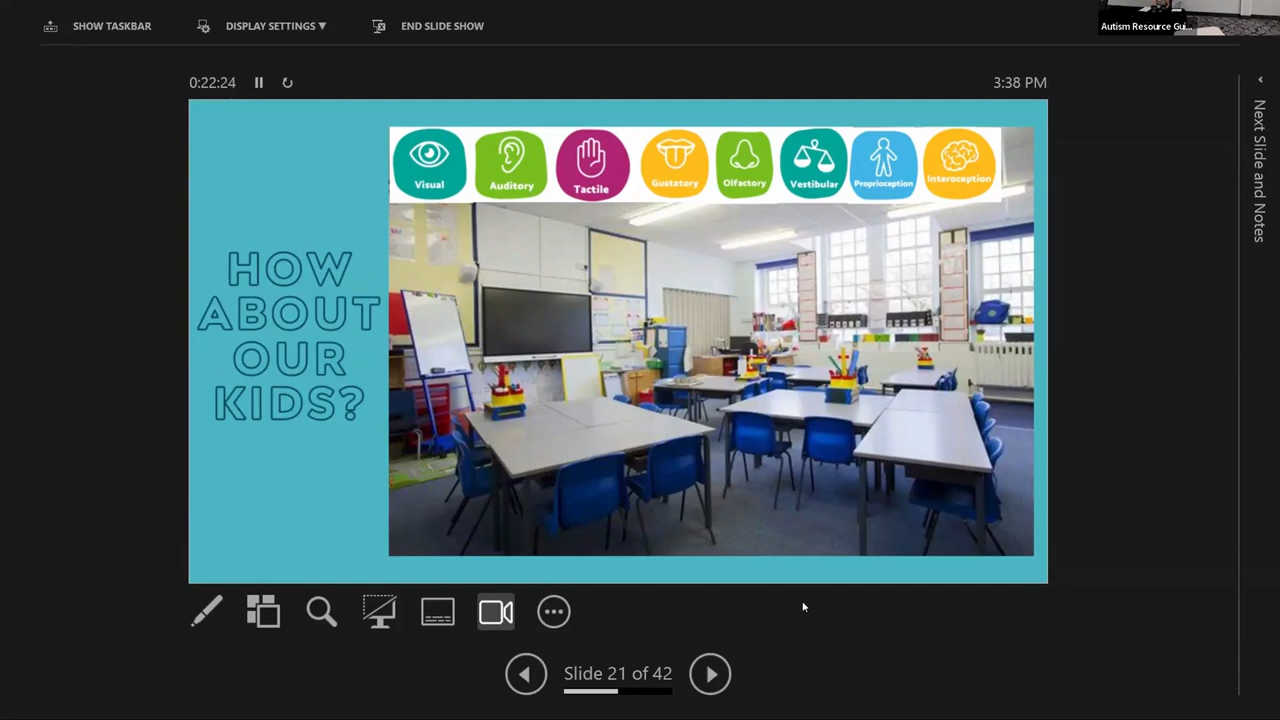 SHOW TASKBAR
DISPLAY SETTINGS ▼
END SLIDE SHOW
Autism Resource Gui...
0:22:24
3:38 PM
Next Slide and Notes
Visual
Auditory
Tactile
Gustatory
Olfactory
Vestibular
Proprioception
Interoception
HOW
ABOUT
OUR
KIDS?
Slide 21 of 42